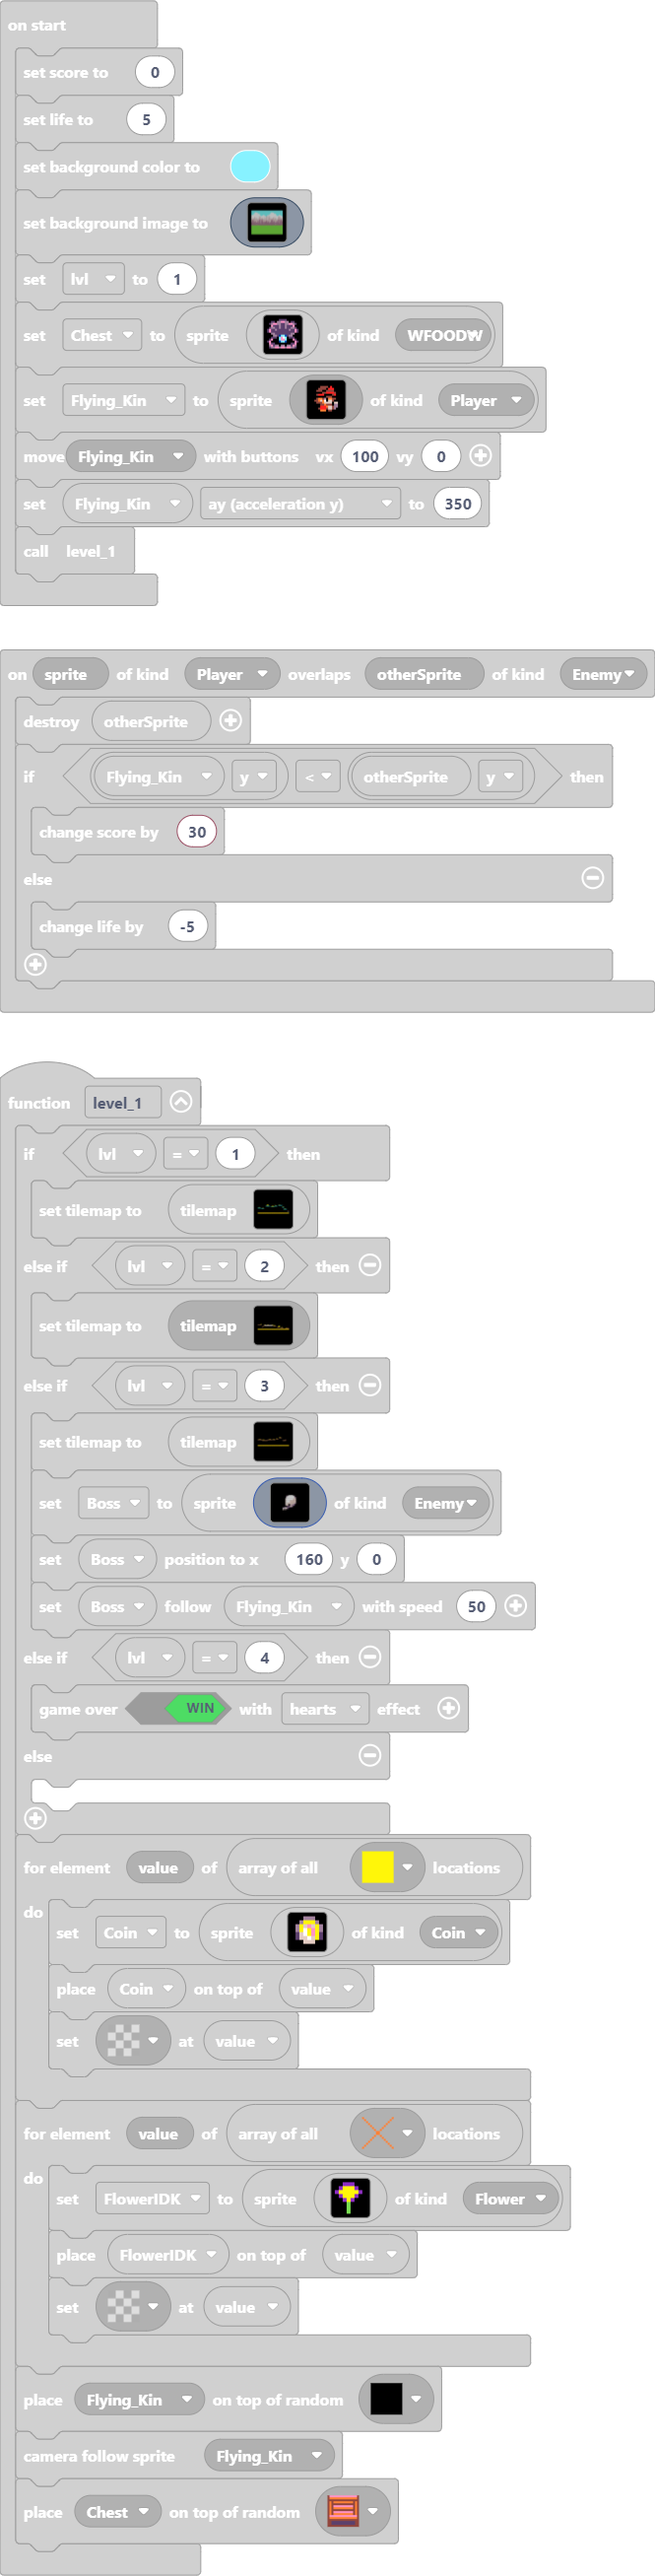 on start
set score to 0
set life to 5
set background color to
set background image to
set lvl to 1
set Chest to sprite of kind WFOODW
set Flying_Kin to sprite of kind Player
move Flying_Kin with buttons vx 100 vy 0
set Flying_Kin ay (acceleration y) to 350
call level_1
on sprite of kind Player overlaps otherSprite of kind Enemy
destroy otherSprite
if Flying_Kin y < otherSprite y then
change score by 30
else
change life by -5
function level_1
if lvl = 1 then
set tilemap to tilemap
else if lvl = 2 then
set tilemap to tilemap
else if lvl = 3 then
set tilemap to tilemap
set Boss to sprite of kind Enemy
set Boss position to x 160 y 0
set Boss follow Flying_Kin with speed 50
else if lvl = 4 then
game over WIN with hearts effect
else
for element value of array of all locations
do
set Coin to sprite of kind Coin
place Coin on top of value
set at value
for element value of array of all locations
do
set FlowerIDK to sprite of kind Flower
place FlowerIDK on top of value
set at value
place Flying_Kin on top of random
camera follow sprite Flying_Kin
place Chest on top of random